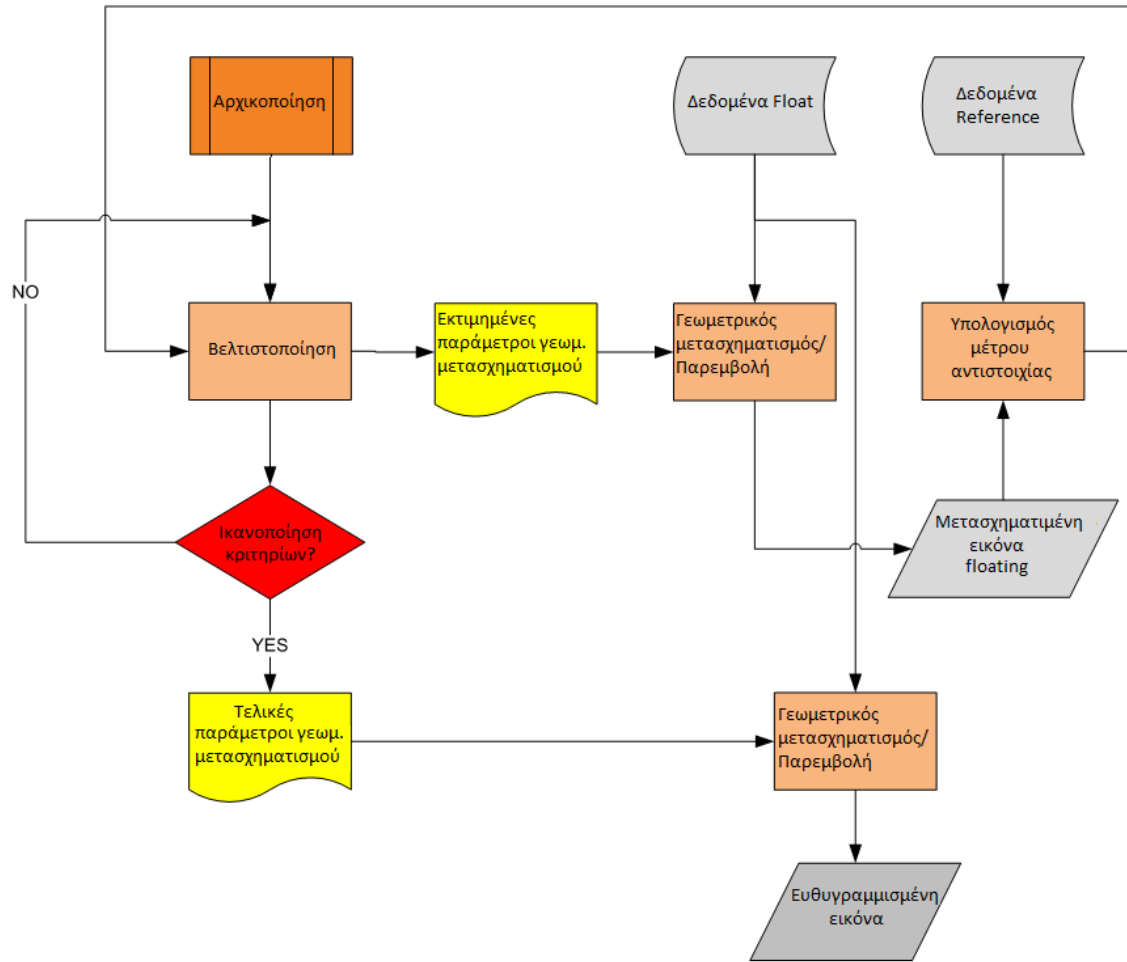 Αρχικοποίηση
Δεδομένα Float
Δεδομένα
Reference
NO
Βελτιστοποίηση
Εκτιμημένες
παράμετροι γεωμ.
μετασχηματισμού
Γεωμετρικός
μετασχηματισμός/
Παρεμβολή
Υπολογισμός
μέτρου
αντιστοιχίας
Ικανοποίηση
κριτηρίων?
Μετασχηματιμένη
εικόνα
floating
YES
Τελικές
παράμετροι γεωμ.
μετασχηματισμού
Γεωμετρικός
μετασχηματισμός/
Παρεμβολή
Ευθυγραμμισμένη
εικόνα